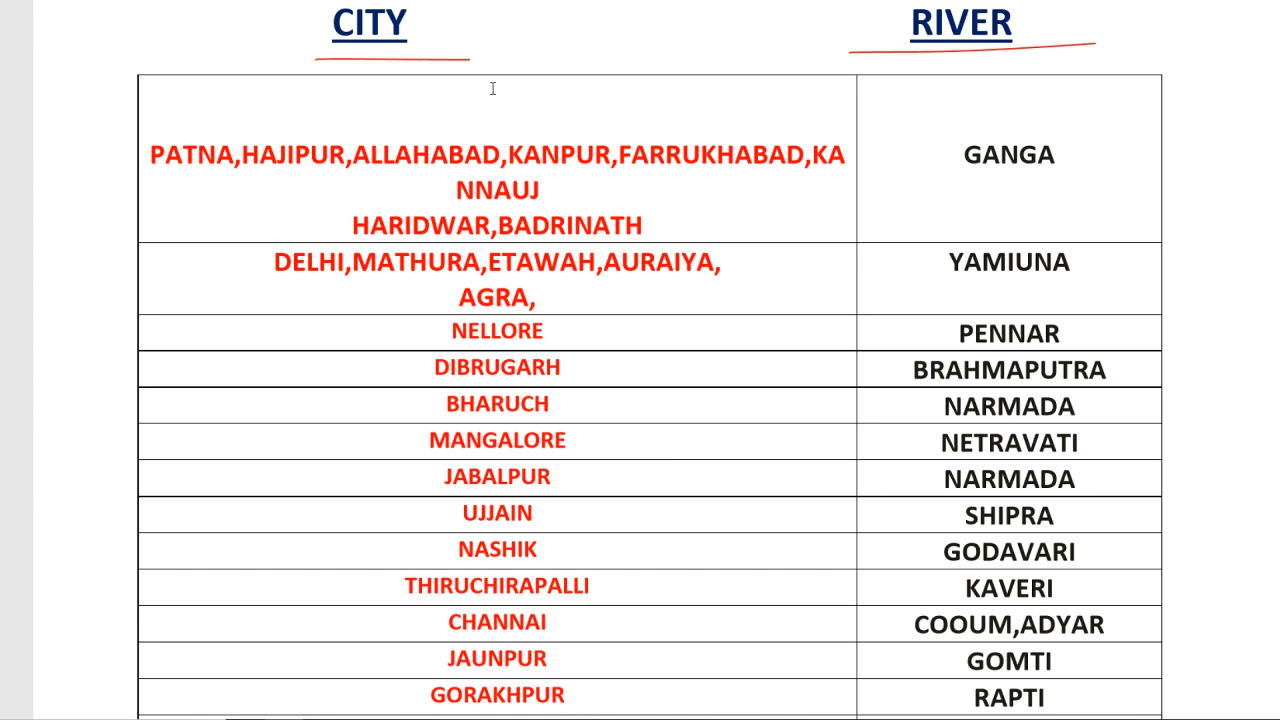 CITY RIVER
PATNA,HAJIPUR,ALLAHABAD,KANPUR,FARRUKHABAD,KA GANGA
NNAUJ
HARIDWAR,BADRINATH
DELHI,MATHURA,ETAWAH,AURAIYA, YAMIUNA
AGRA,
NELLORE PENNAR
DIBRUGARH BRAHMAPUTRA
BHARUCH NARMADA
MANGALORE NETRAVATI
JABALPUR NARMADA
UJJAIN SHIPRA
NASHIK GODAVARI
THIRUCHIRAPALLI KAVERI
CHANNAI COOUM,ADYAR
JAUNPUR GOMTI
GORAKHPUR RAPTI